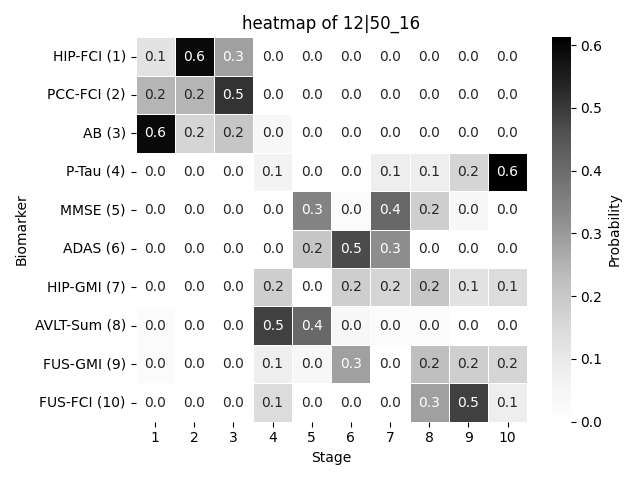 heatmap of 12|50_16
HIP-FCI (1) 0.1 0.6 0.3 0.0 0.0 0.0 0.0 0.0 0.0 0.0
PCC-FCI (2) 0.2 0.2 0.5 0.0 0.0 0.0 0.0 0.0 0.0 0.0
AB (3) 0.6 0.2 0.2 0.0 0.0 0.0 0.0 0.0 0.0 0.0
P-Tau (4) 0.0 0.0 0.0 0.1 0.0 0.0 0.1 0.1 0.2 0.6
MMSE (5) 0.0 0.0 0.0 0.0 0.3 0.0 0.4 0.2 0.0 0.0
ADAS (6) 0.0 0.0 0.0 0.0 0.2 0.5 0.3 0.0 0.0 0.0
HIP-GMI (7) 0.0 0.0 0.0 0.2 0.0 0.2 0.2 0.2 0.1 0.1
AVLT-Sum (8) 0.0 0.0 0.0 0.5 0.4 0.0 0.0 0.0 0.0 0.0
FUS-GMI (9) 0.0 0.0 0.0 0.1 0.0 0.3 0.0 0.2 0.2 0.2
FUS-FCI (10) 0.0 0.0 0.0 0.1 0.0 0.0 0.0 0.3 0.5 0.1
1 2 3 4 5 6 7 8 9 10
Stage
Biomarker
0.6
0.5
0.4
0.3
0.2
0.1
0.0
Probability